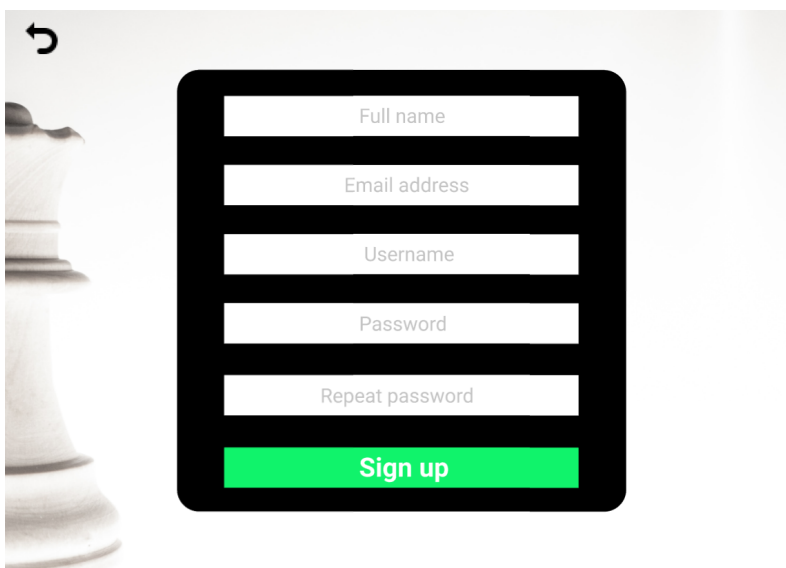 Full name
Email address
Username
Password
Repeat password
Sign up